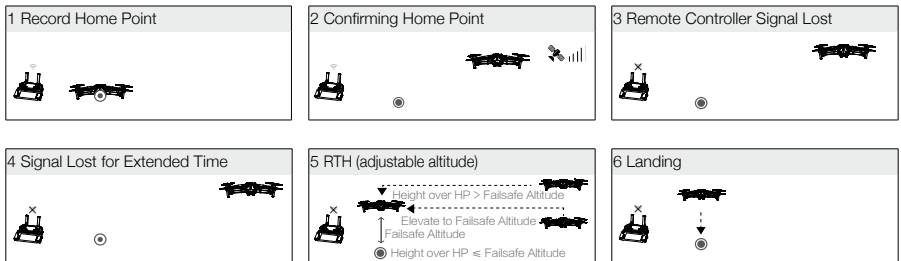 1 Record Home Point
2 Confirming Home Point
3 Remote Controller Signal Lost
4 Signal Lost for Extended Time
5 RTH (adjustable altitude)
Height over HP > Failsafe Altitude
Elevate to Failsafe Altitude
Failsafe Altitude
Height over HP ≤ Failsafe Altitude
6 Landing